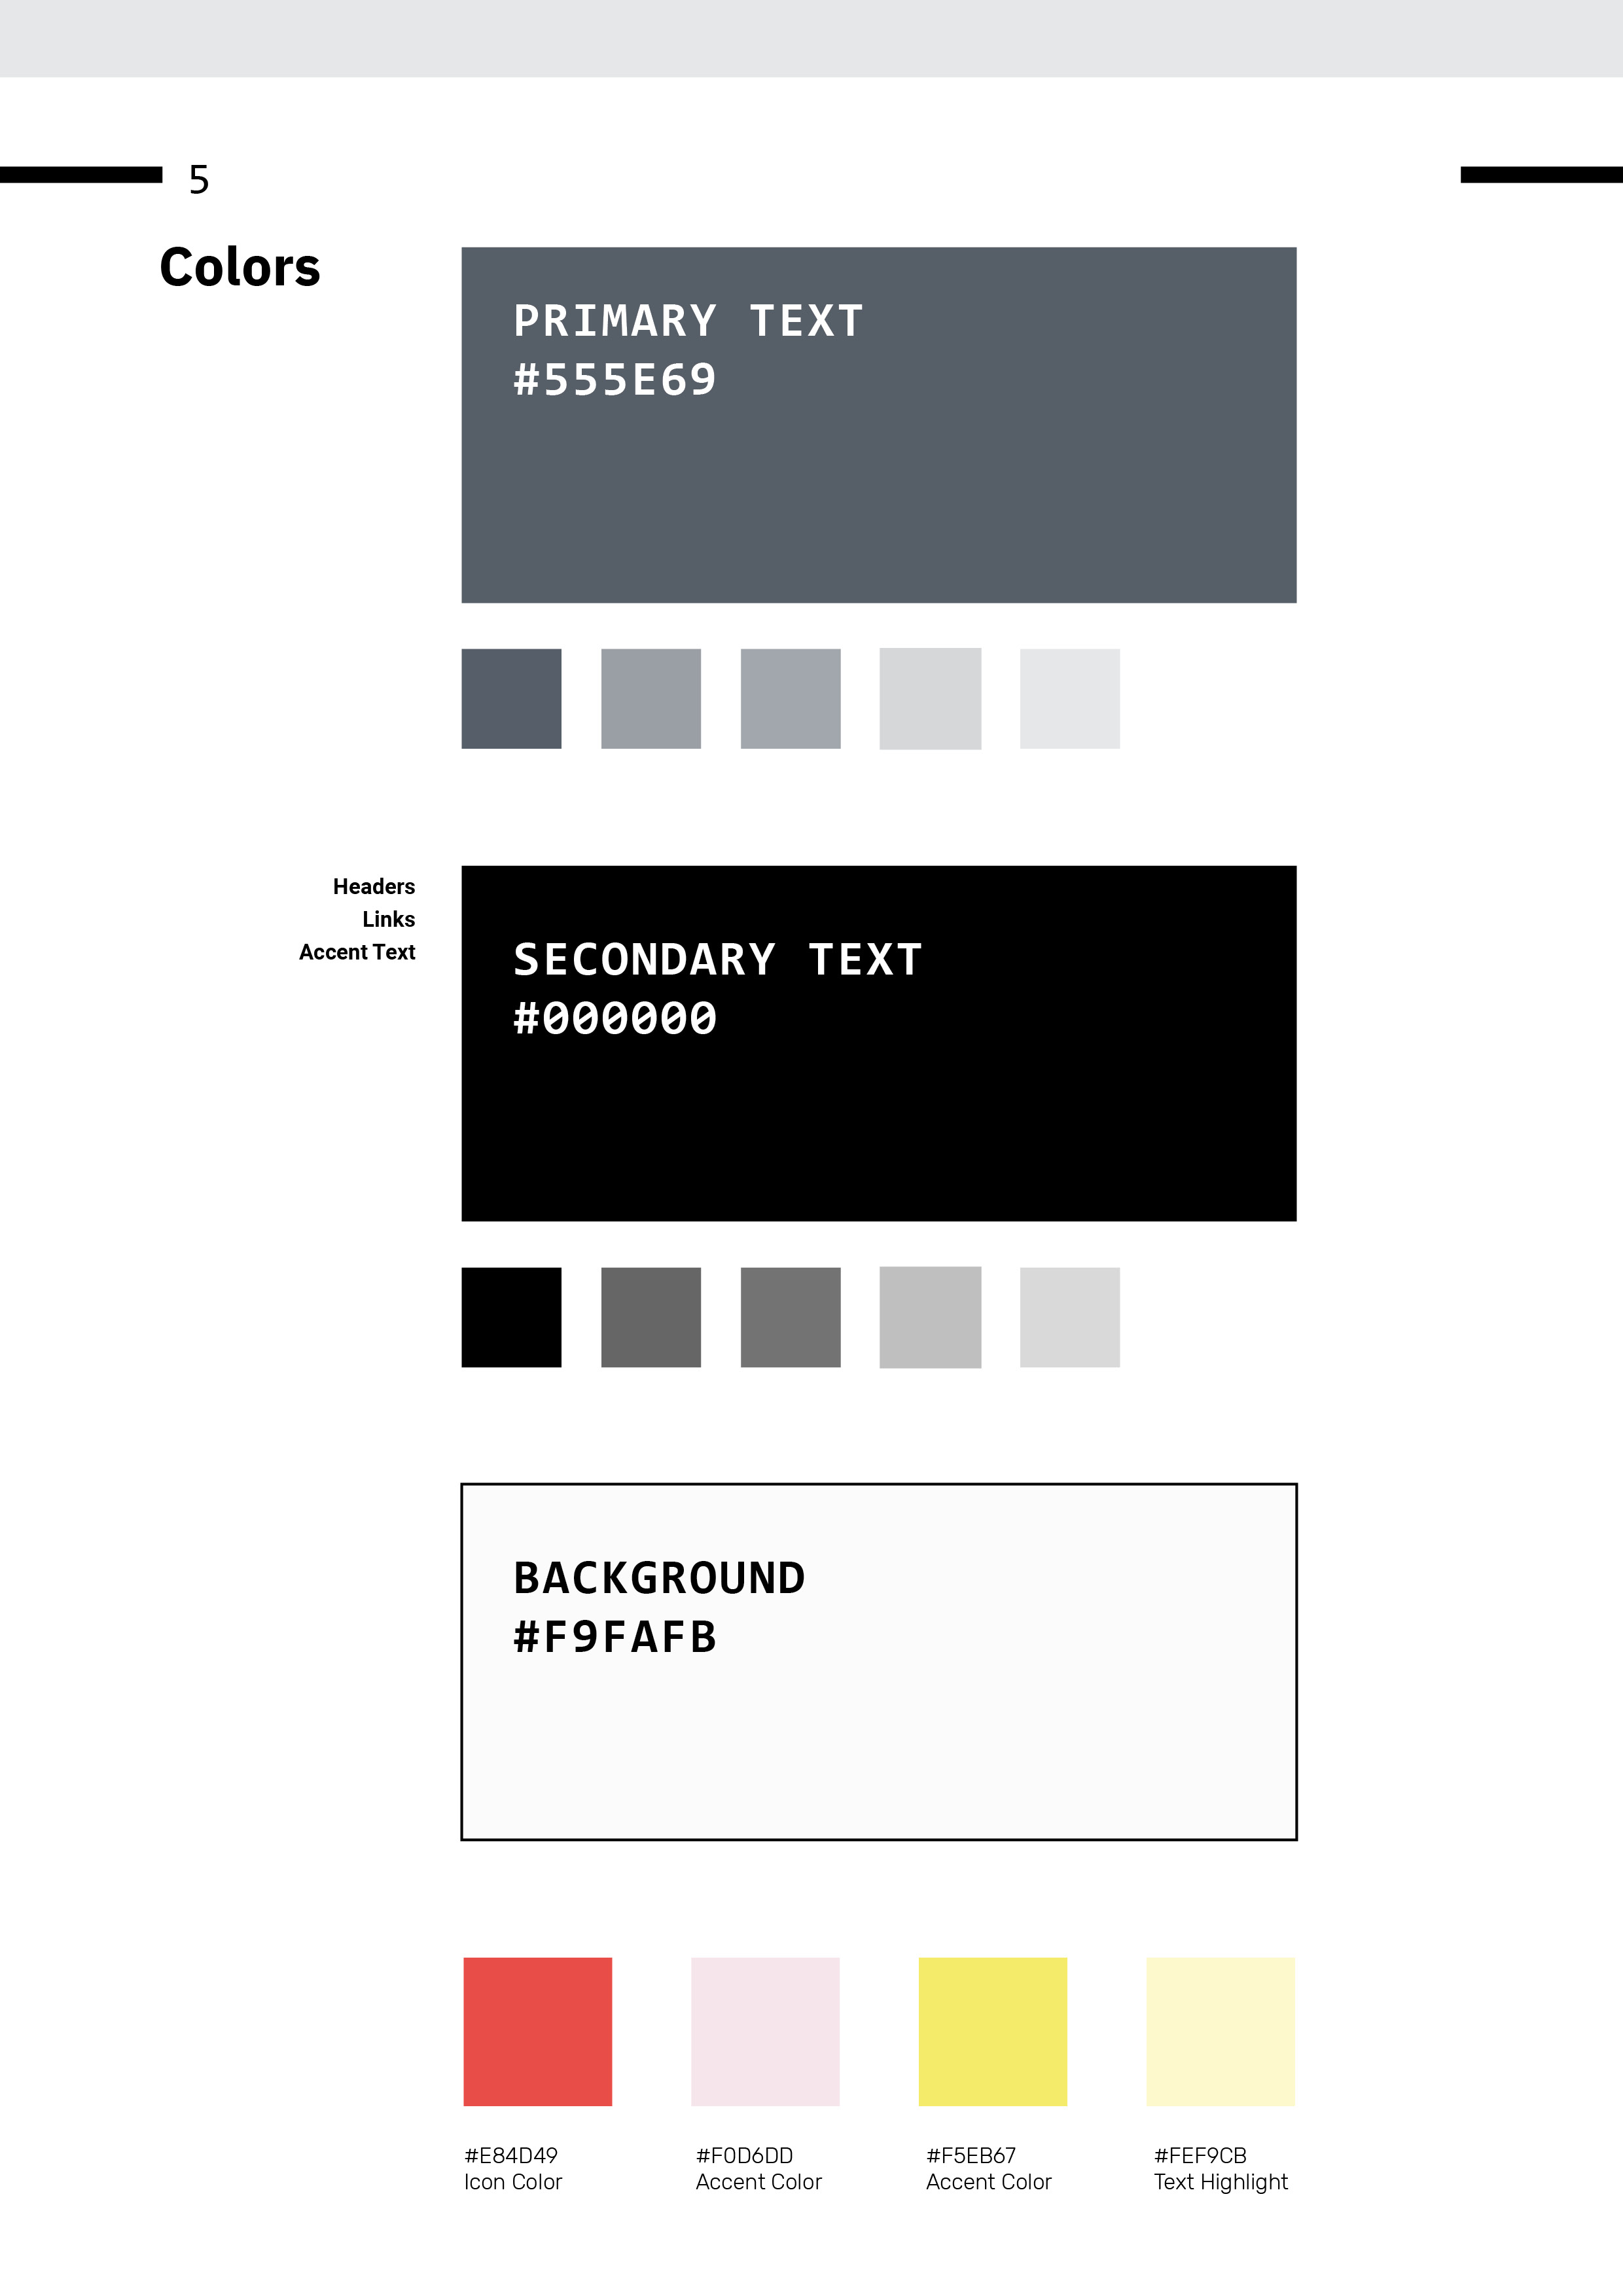 5
Colors
PRIMARY TEXT
#555E69
Headers
Links
Accent Text
SECONDARY TEXT
#000000
BACKGROUND
#F9FAFB
#E84D49
Icon Color
#F0D6DD
Accent Color
#F5EB67
Accent Color
#FEF9CB
Text Highlight